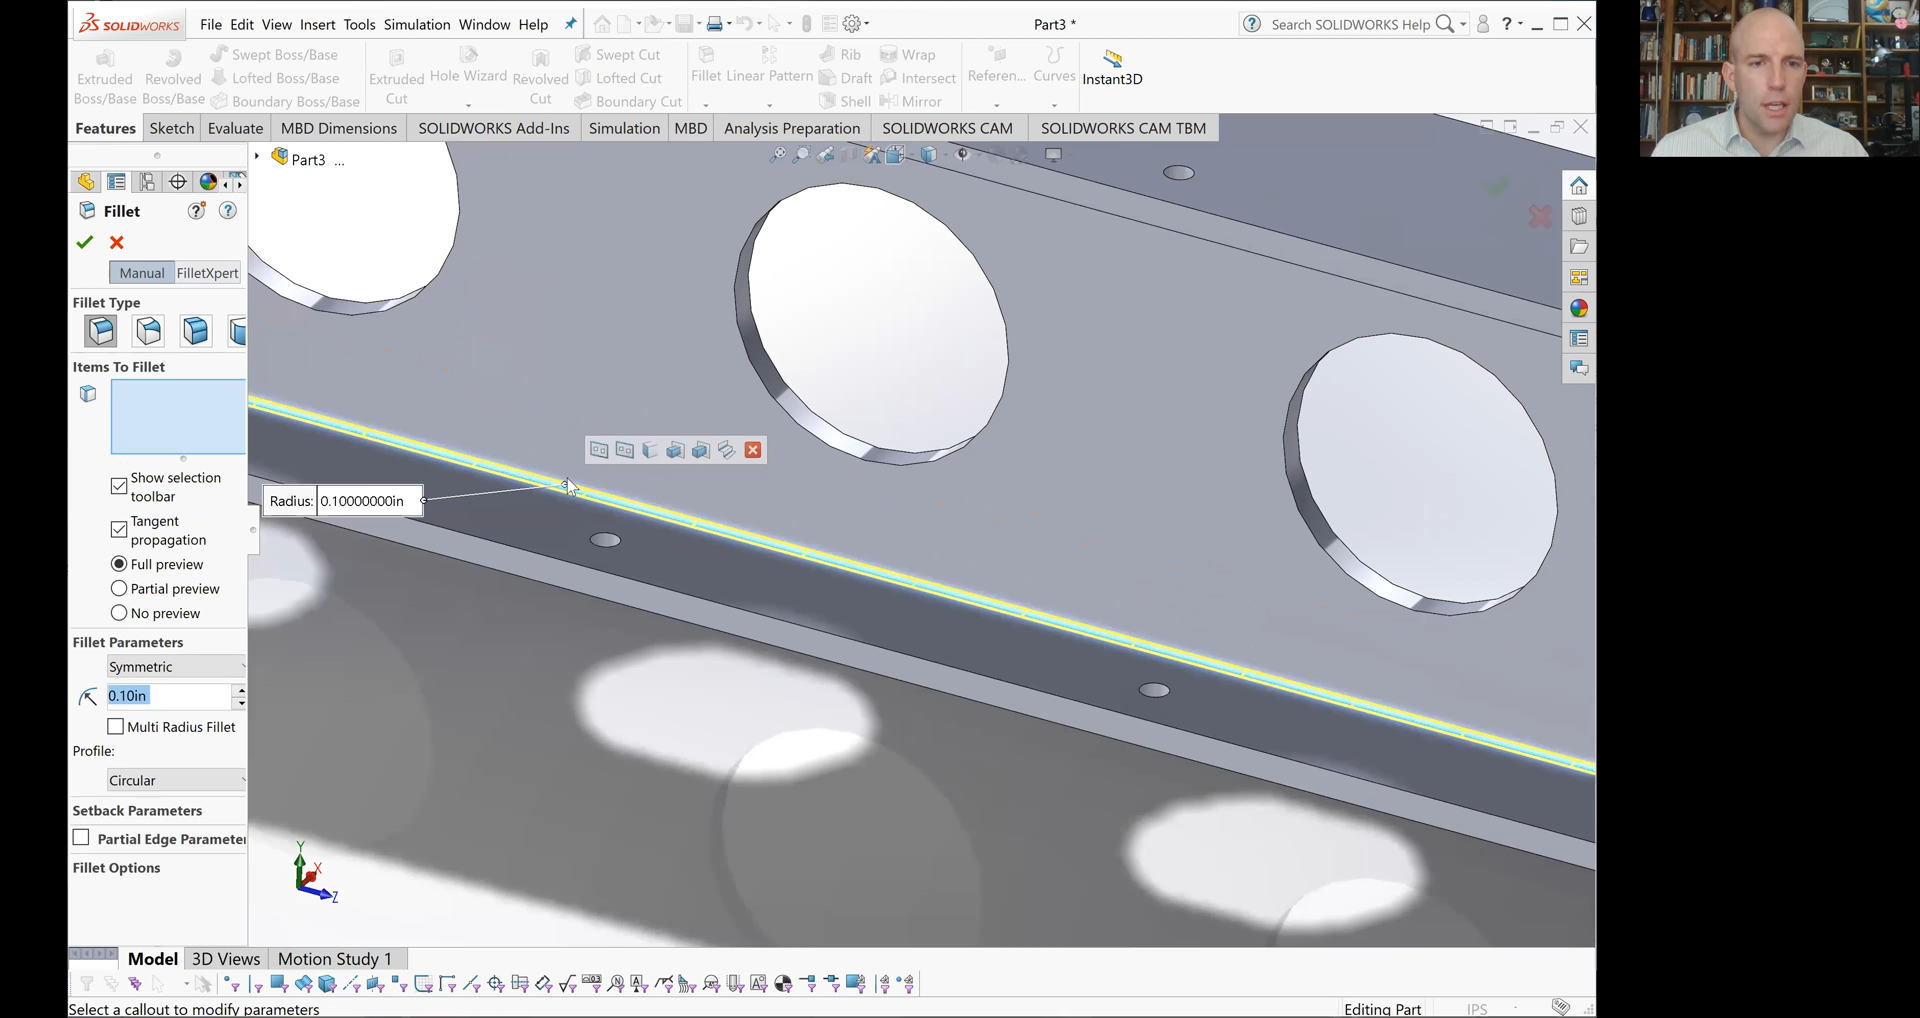 SOLIDWORKS File Edit View Insert Tools Simulation Window Help Part3 * Search SOLIDWORKS Help ?
Extruded Boss/Base
Revolved Boss/Base
Swept Boss/Base
Lofted Boss/Base
Boundary Boss/Base
Extruded Cut
Hole Wizard
Revolved Cut
Swept Cut
Lofted Cut
Boundary Cut
Fillet
Linear Pattern
Rib
Draft
Shell
Wrap
Intersect
Mirror
Referen...
Curves
Instant3D
Features Sketch Evaluate MBD Dimensions SOLIDWORKS Add-Ins Simulation MBD Analysis Preparation SOLIDWORKS CAM SOLIDWORKS CAM TBM
Part3 ...
Fillet
Manual FilletXpert
Fillet Type
Items To Fillet
Show selection
toolbar
Tangent
propagation
Full preview
Partial preview
No preview
Fillet Parameters
Symmetric
0.10in
Multi Radius Fillet
Profile:
Circular
Setback Parameters
Partial Edge Parameter
Fillet Options
Radius: 0.10000000in
Y
X
Z
Model 3D Views Motion Study 1
Select a callout to modify parameters Editing Part IPS